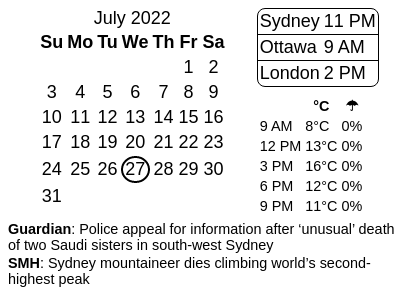 July 2022
Su Mo Tu We Th Fr Sa
1 2
3 4 5 6 7 8 9
10 11 12 13 14 15 16
17 18 19 20 21 22 23
24 25 26 27 28 29 30
31
Sydney 11 PM
Ottawa 9 AM
London 2 PM
°C ☂
9 AM 8°C 0%
12 PM 13°C 0%
3 PM 16°C 0%
6 PM 12°C 0%
9 PM 11°C 0%
Guardian: Police appeal for information after ‘unusual’ death
of two Saudi sisters in south-west Sydney
SMH: Sydney mountaineer dies climbing world’s second-
highest peak